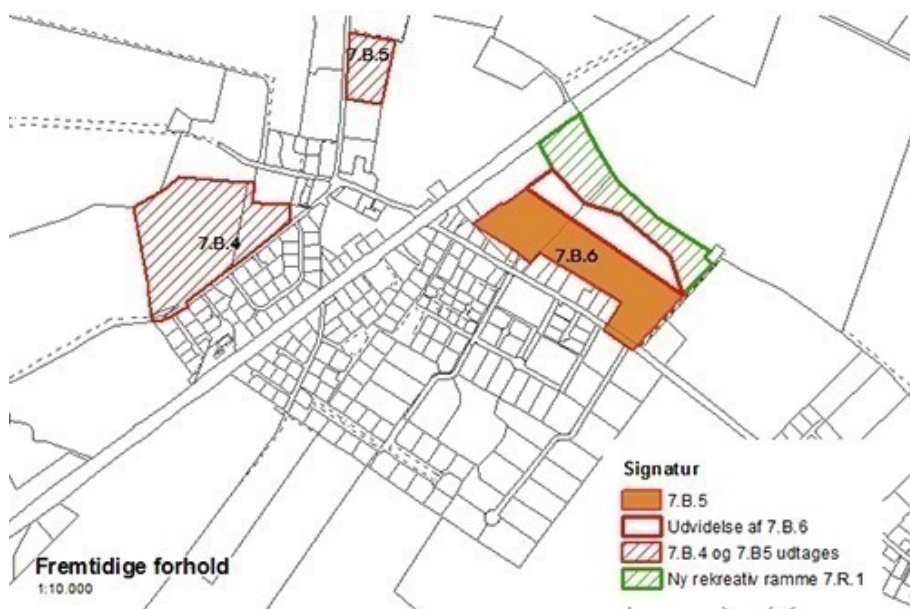 7.B.5
7.B.4
7.B.6
Signatur
7.B.5
Udvidelse af 7.B.6
7.B.4 og 7.B5 udtages
Ny rekreativ ramme 7.R.1
Fremtidige forhold
1:10.000